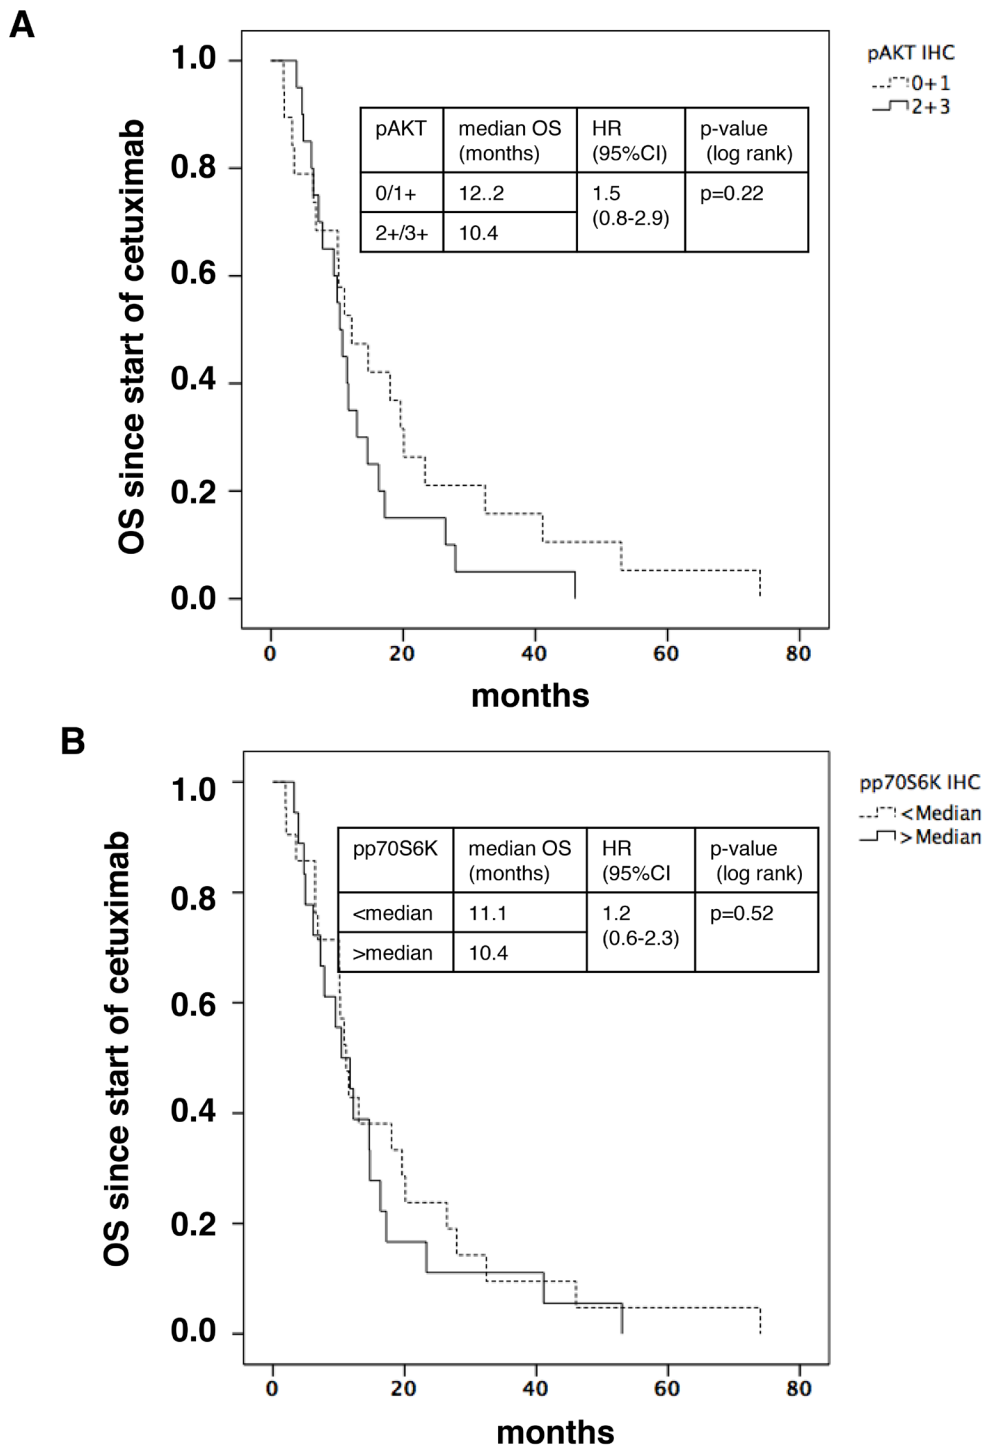 A
OS since start of cetuximab
1.0
0.8
0.6
0.4
0.2
0.0
0 20 40 60 80
months
pAKT IHC
0+1
2+3
pAKT median OS (months) HR (95%CI) p-value (log rank)
0/1+ 12..2 1.5 (0.8-2.9) p=0.22
2+/3+ 10.4
B
OS since start of cetuximab
1.0
0.8
0.6
0.4
0.2
0.0
0 20 40 60 80
months
pp70S6K IHC
<Median
>Median
pp70S6K median OS (months) HR (95%CI p-value (log rank)
<median 11.1 1.2 (0.6-2.3) p=0.52
>median 10.4